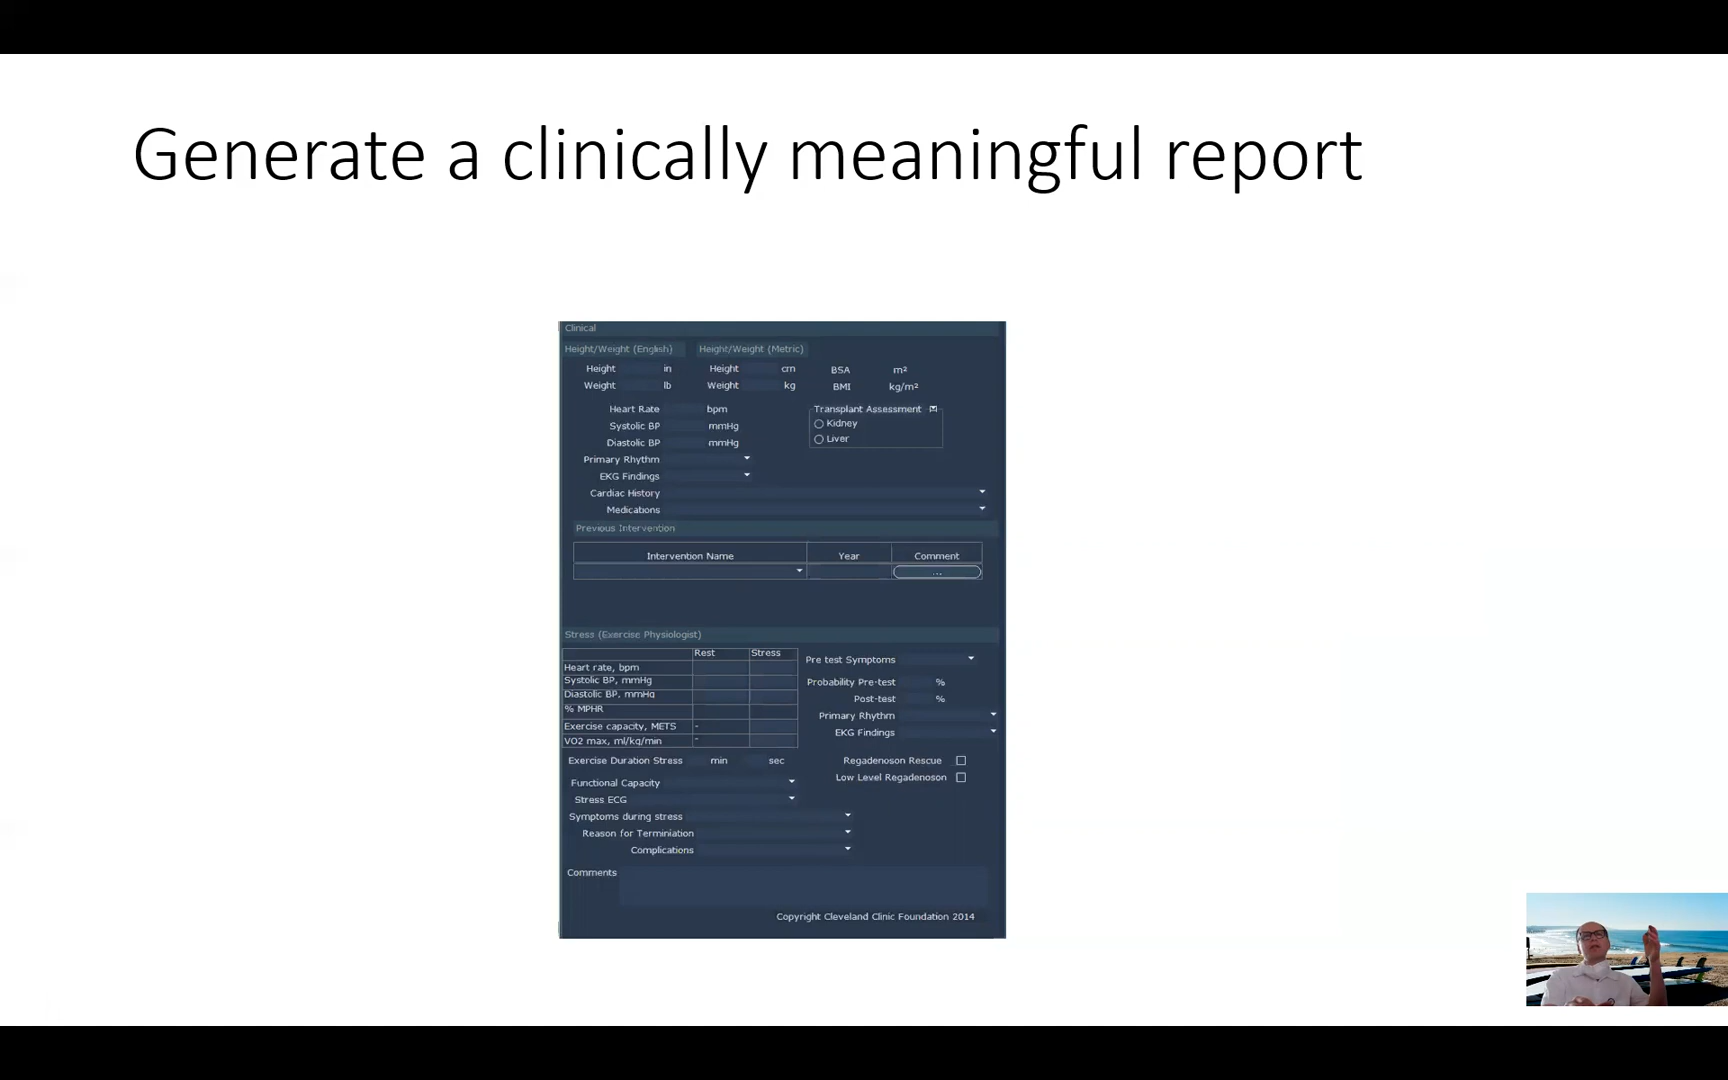 Generate a clinically meaningful report
Clinical
Height/Weight (English) Height/Weight (Metric)
Height in Height cm BSA m²
Weight lb Weight kg BMI kg/m²
Heart Rate bpm Transplant Assessment
Systolic BP mmHg Kidney
Diastolic BP mmHg Liver
Primary Rhythm
EKG Findings
Cardiac History
Medications
Previous Intervention
Intervention Name Year Comment
...
Stress (Exercise Physiologist)
Rest Stress
Heart rate, bpm
Systolic BP, mmHg
Diastolic BP, mmHg
% MPHR
Exercise capacity, METS -
VO2 max, ml/kg/min -
Pre test Symptoms
Probability Pre-test %
Post-test %
Primary Rhythm
EKG Findings
Exercise Duration Stress min sec
Regadenoson Rescue
Low Level Regadenoson
Functional Capacity
Stress ECG
Symptoms during stress
Reason for Terminiation
Complications
Comments
Copyright Cleveland Clinic Foundation 2014